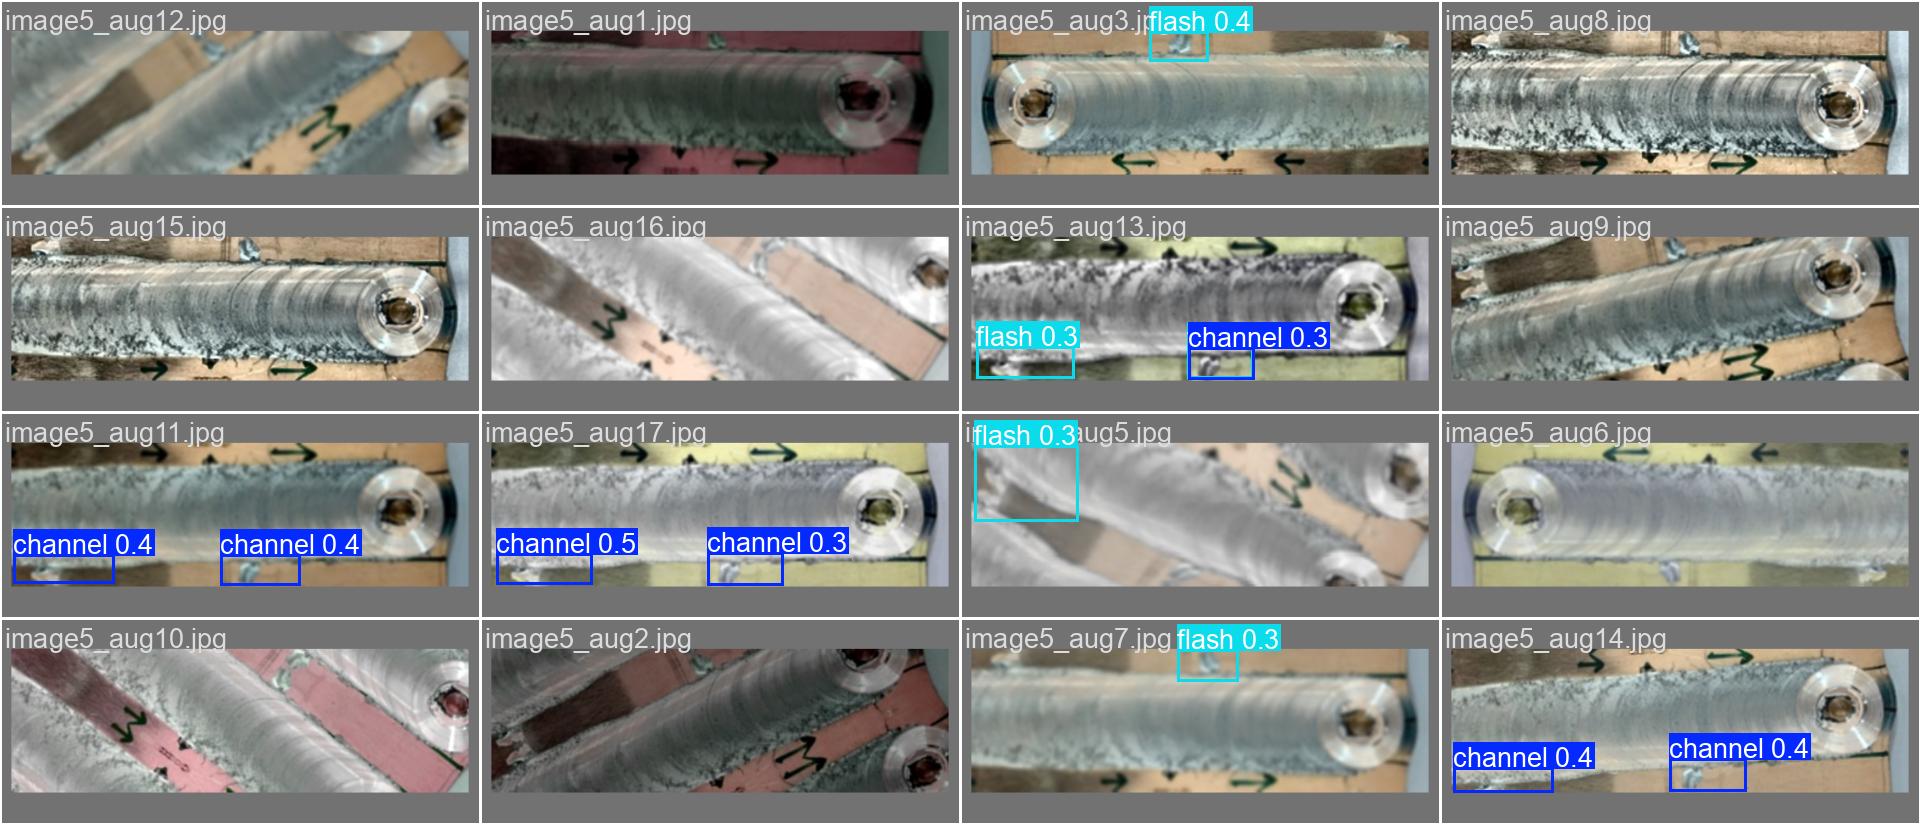 image5_aug12.jpg
image5_aug1.jpg
image5_aug3.jp
flash 0.4
image5_aug8.jpg
image5_aug15.jpg
image5_aug16.jpg
image5_aug13.jpg
flash 0.3
channel 0.3
image5_aug9.jpg
image5_aug11.jpg
channel 0.4
channel 0.4
image5_aug17.jpg
channel 0.5
channel 0.3
flash 0.3
aug5.jpg
image5_aug6.jpg
image5_aug10.jpg
image5_aug2.jpg
image5_aug7.jpg
flash 0.3
image5_aug14.jpg
channel 0.4
channel 0.4